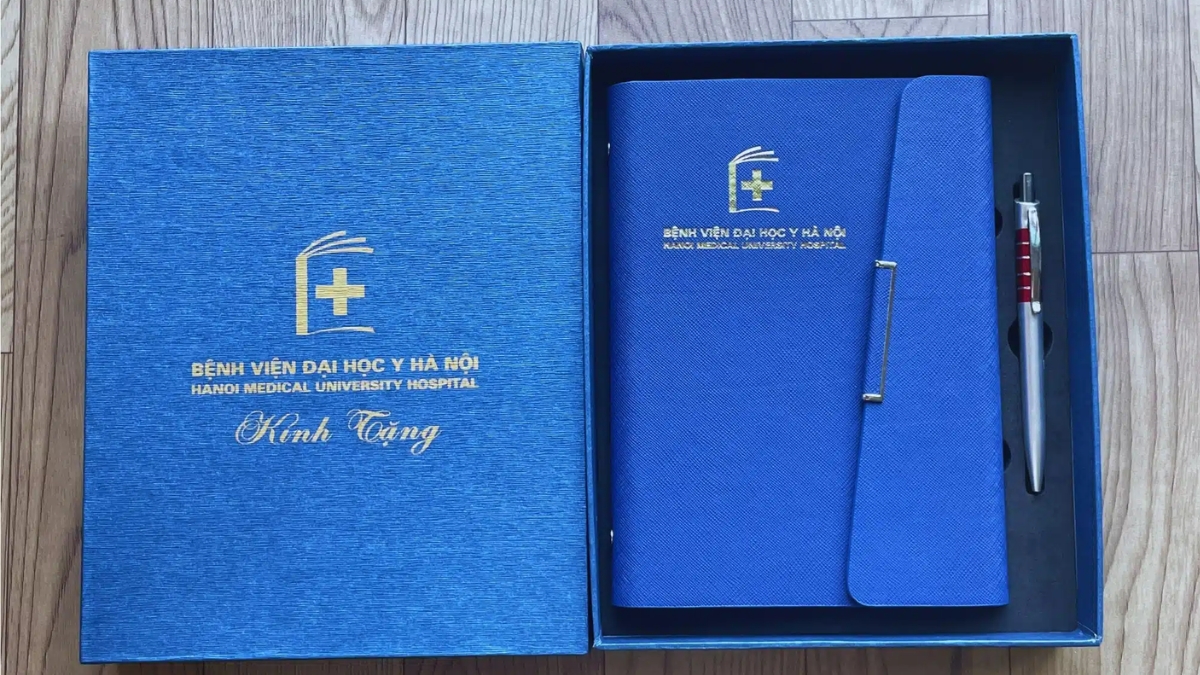 BỆNH VIỆN ĐẠI HỌC Y HÀ NỘI
HANOI MEDICAL UNIVERSITY HOSPITAL
Kính Tặng
BỆNH VIỆN ĐẠI HỌC Y HÀ NỘI
HANOI MEDICAL UNIVERSITY HOSPITAL